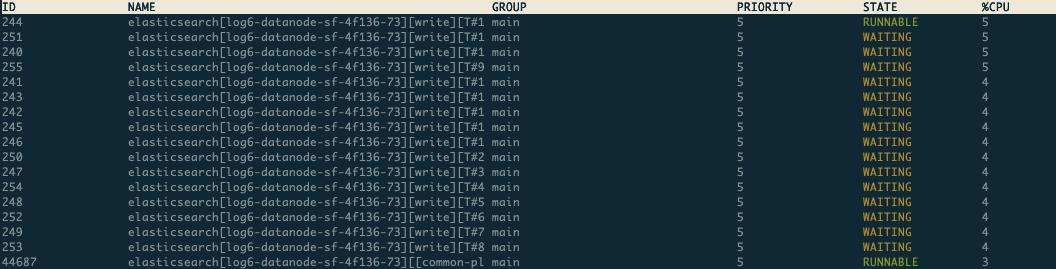 ID NAME GROUP PRIORITY STATE %CPU
244 elasticsearch[log6-datanode-sf-4f136-73][write][T#1 main 5 RUNNABLE 5
251 elasticsearch[log6-datanode-sf-4f136-73][write][T#1 main 5 WAITING 5
240 elasticsearch[log6-datanode-sf-4f136-73][write][T#1 main 5 WAITING 5
255 elasticsearch[log6-datanode-sf-4f136-73][write][T#9 main 5 WAITING 5
241 elasticsearch[log6-datanode-sf-4f136-73][write][T#1 main 5 WAITING 4
243 elasticsearch[log6-datanode-sf-4f136-73][write][T#1 main 5 WAITING 4
242 elasticsearch[log6-datanode-sf-4f136-73][write][T#1 main 5 WAITING 4
245 elasticsearch[log6-datanode-sf-4f136-73][write][T#1 main 5 WAITING 4
246 elasticsearch[log6-datanode-sf-4f136-73][write][T#1 main 5 WAITING 4
250 elasticsearch[log6-datanode-sf-4f136-73][write][T#2 main 5 WAITING 4
247 elasticsearch[log6-datanode-sf-4f136-73][write][T#3 main 5 WAITING 4
254 elasticsearch[log6-datanode-sf-4f136-73][write][T#4 main 5 WAITING 4
248 elasticsearch[log6-datanode-sf-4f136-73][write][T#5 main 5 WAITING 4
252 elasticsearch[log6-datanode-sf-4f136-73][write][T#6 main 5 WAITING 4
249 elasticsearch[log6-datanode-sf-4f136-73][write][T#7 main 5 WAITING 4
253 elasticsearch[log6-datanode-sf-4f136-73][write][T#8 main 5 WAITING 4
44687 elasticsearch[log6-datanode-sf-4f136-73][[common-pl main 5 RUNNABLE 3